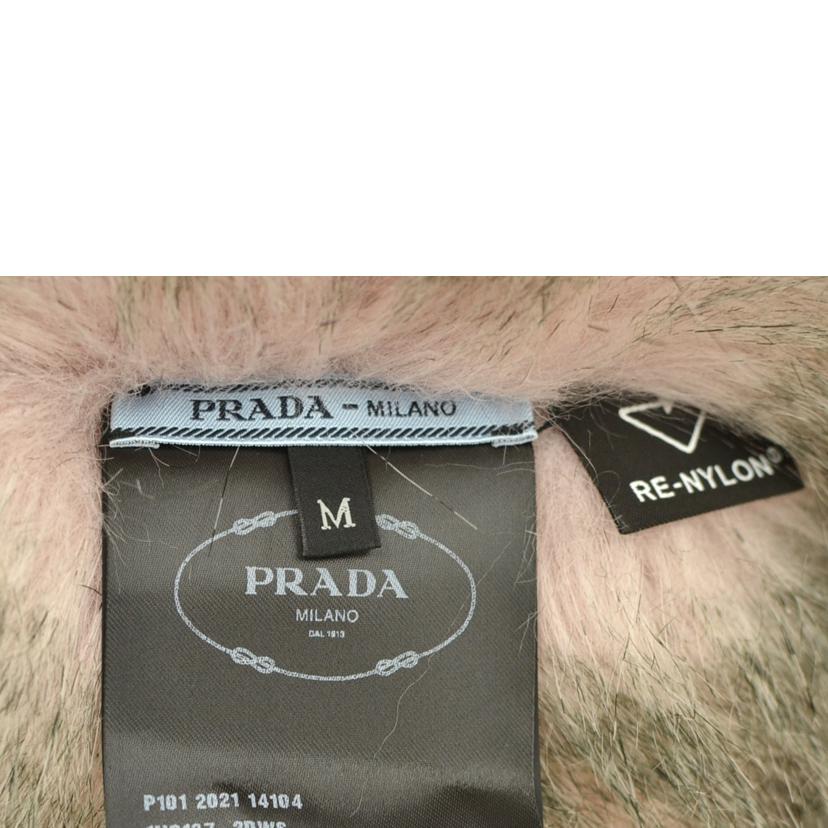 PRADA - MILANO
RE-NYLON®
M
PRADA
MILANO
DAL 1913
P101 2021 14104